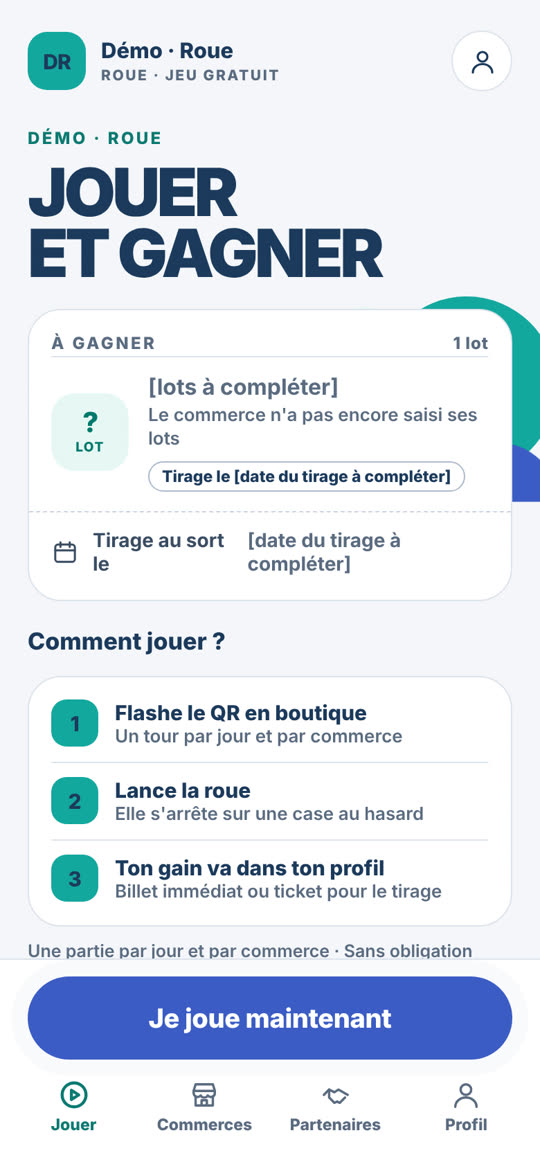 DR
Démo · Roue
ROUE · JEU GRATUIT
DÉMO · ROUE
JOUER
ET GAGNER
À GAGNER
1 lot
?
LOT
[lots à compléter]
Le commerce n'a pas encore saisi ses
lots
Tirage le [date du tirage à compléter]
Tirage au sort
le
[date du tirage à
compléter]
Comment jouer ?
1
Flashe le QR en boutique
Un tour par jour et par commerce
2
Lance la roue
Elle s'arrête sur une case au hasard
3
Ton gain va dans ton profil
Billet immédiat ou ticket pour le tirage
Une partie par jour et par commerce · Sans obligation
Je joue maintenant
Jouer
Commerces
Partenaires
Profil